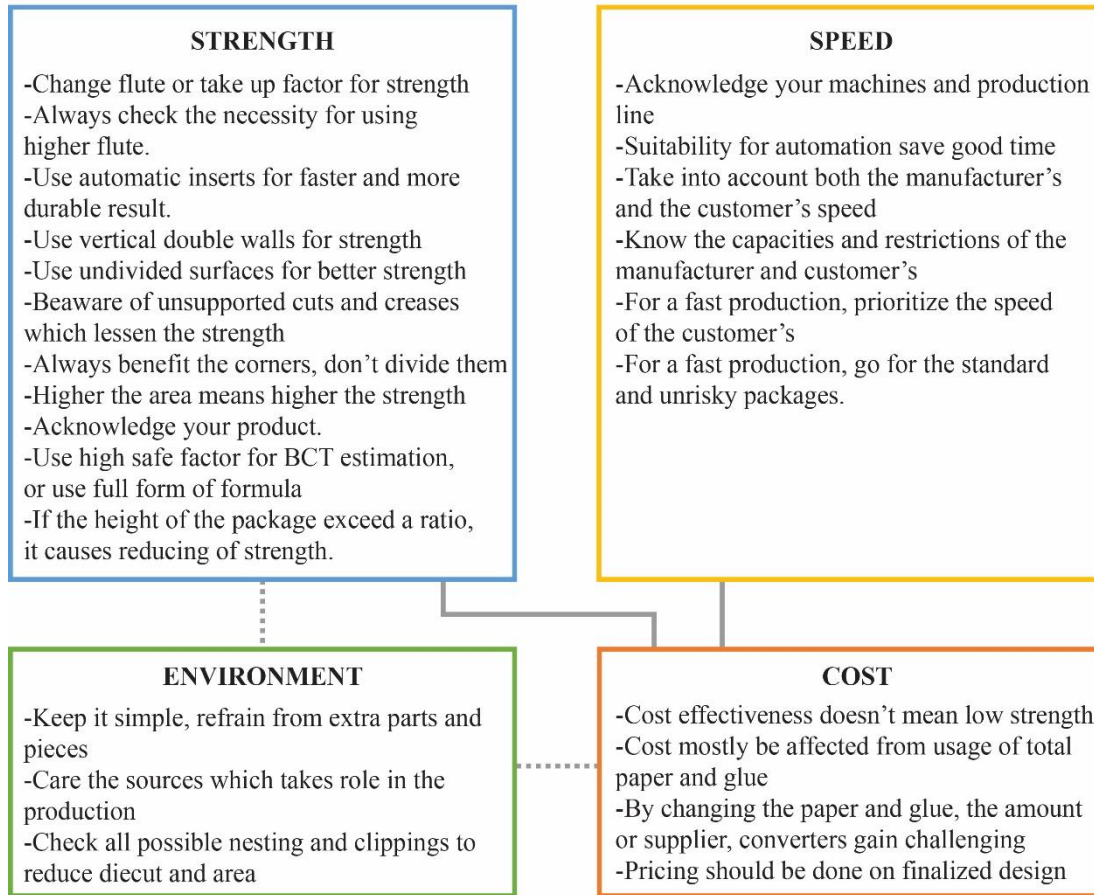 STRENGTH
-Change flute or take up factor for strength
-Always check the necessity for using
higher flute.
-Use automatic inserts for faster and more
durable result.
-Use vertical double walls for strength
-Use undivided surfaces for better strength
-Beaware of unsupported cuts and creases
which lessen the strength
-Always benefit the corners, don’t divide them
-Higher the area means higher the strength
-Acknowledge your product.
-Use high safe factor for BCT estimation,
or use full form of formula
-If the height of the package exceed a ratio,
it causes reducing of strength.
SPEED
-Acknowledge your machines and production
line
-Suitability for automation save good time
-Take into account both the manufacturer’s
and the customer’s speed
-Know the capacities and restrictions of the
manufacturer and customer’s
-For a fast production, prioritize the speed
of the customer’s
-For a fast production, go for the standard
and unrisky packages.
ENVIRONMENT
-Keep it simple, refrain from extra parts and
pieces
-Care the sources which takes role in the
production
-Check all possible nesting and clippings to
reduce diecut and area
COST
-Cost effectiveness doesn’t mean low strength
-Cost mostly be affected from usage of total
paper and glue
-By changing the paper and glue, the amount
or supplier, converters gain challenging
-Pricing should be done on finalized design